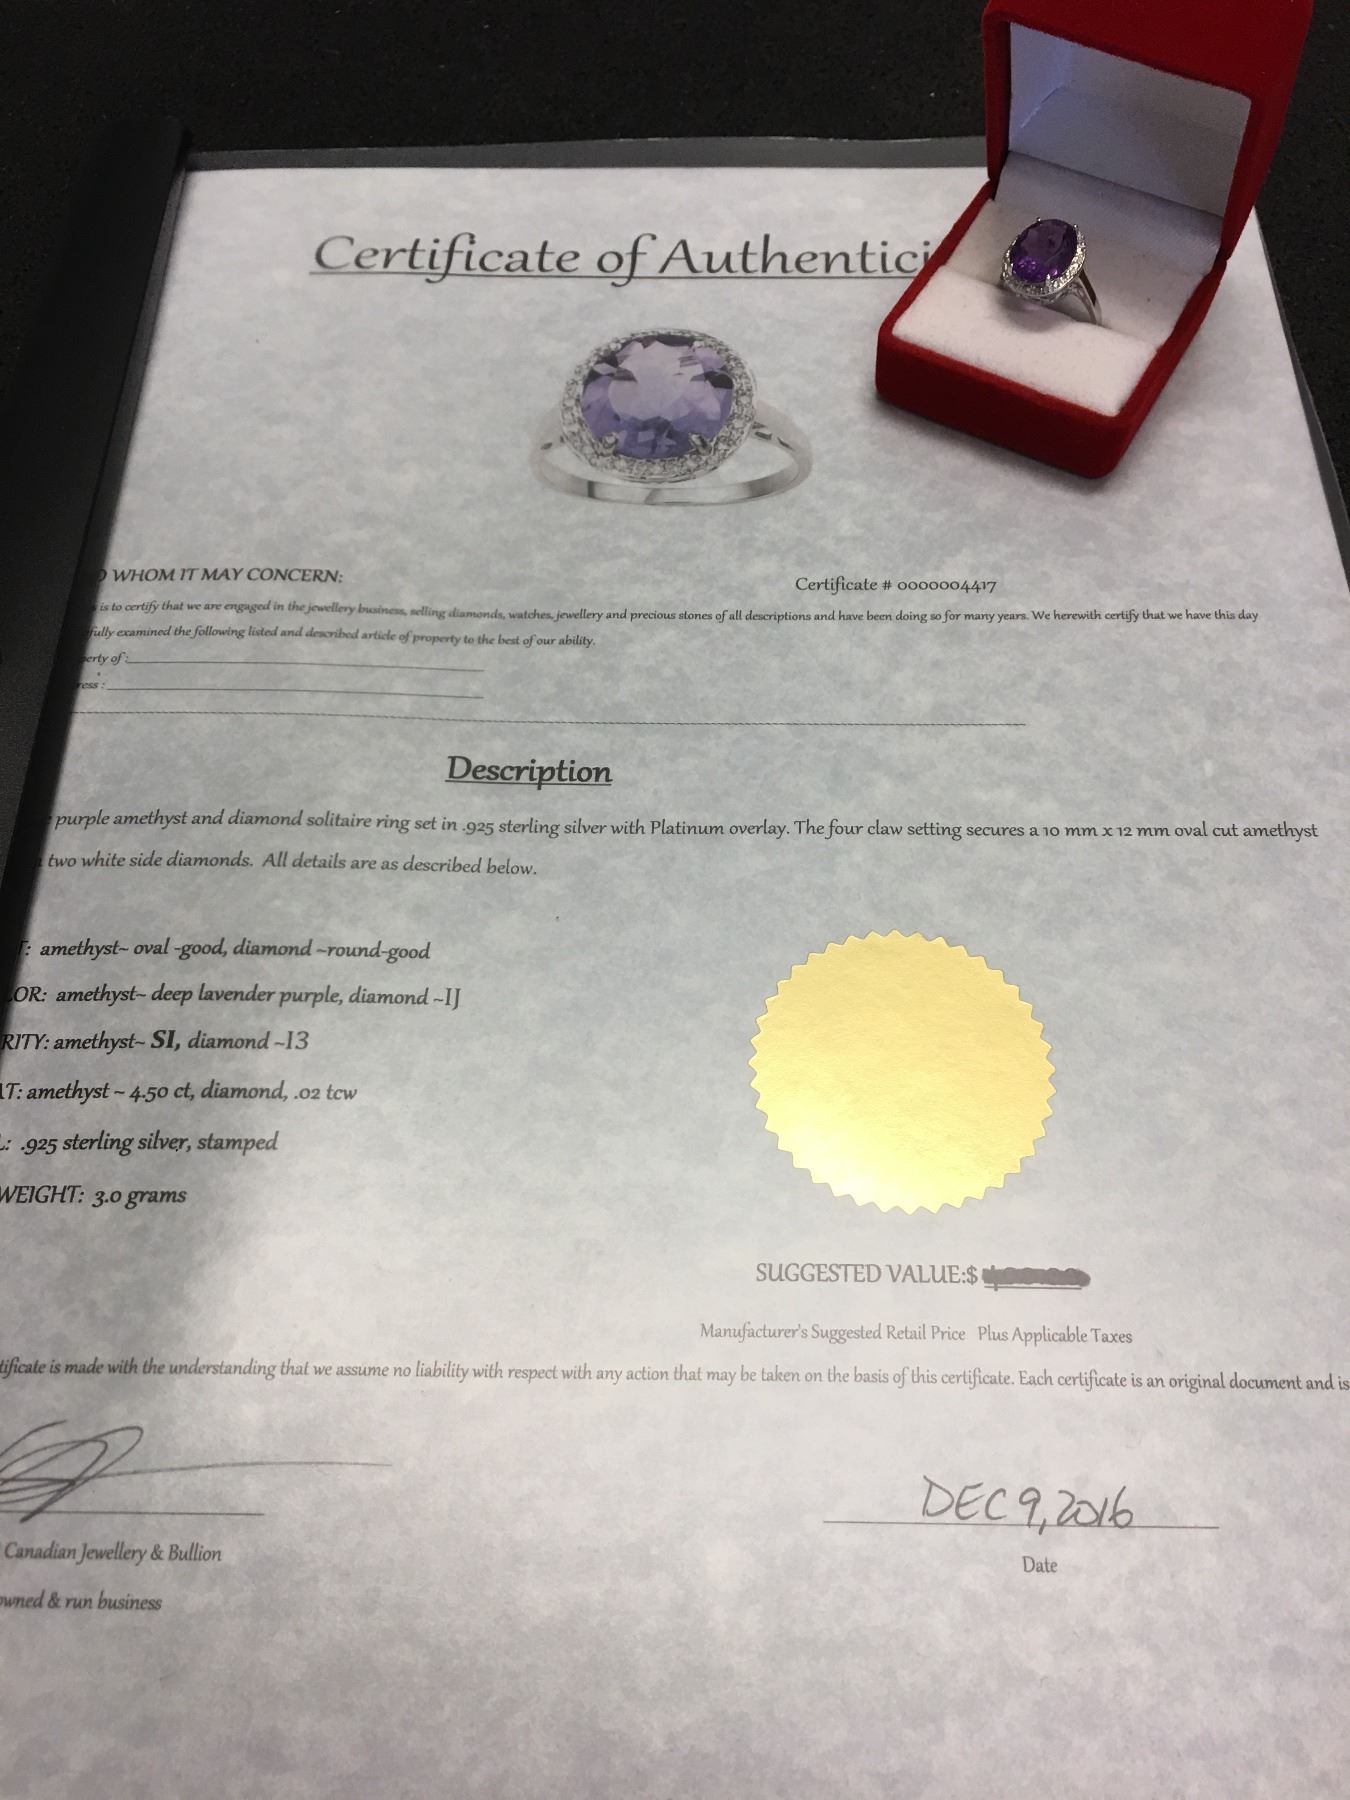 Certificate of Authentici
WHOM IT MAY CONCERN:
Certificate # 0000004417
is to certify that we are engaged in the jewellery business, selling diamonds, watches, jewellery and precious stones of all descriptions and have been doing so for many years. We herewith certify that we have this day
fully examined the following listed and described article of property to the best of our ability.
erty of:
ress :
Description
purple amethyst and diamond solitaire ring set in .925 sterling silver with Platinum overlay. The four claw setting secures a 10 mm x 12 mm oval cut amethyst
two white side diamonds. All details are as described below.
T: amethyst~ oval -good, diamond ~round-good
OR: amethyst~ deep lavender purple, diamond ~IJ
RITY: amethyst~ SI, diamond ~I3
AT: amethyst ~ 4.50 ct, diamond, .02 tcw
L: .925 sterling silver, stamped
WEIGHT: 3.0 grams
SUGGESTED VALUE:$
Manufacturer's Suggested Retail Price Plus Applicable Taxes
tificate is made with the understanding that we assume no liability with respect with any action that may be taken on the basis of this certificate. Each certificate is an original document and is
DEC 9, 2016
Canadian Jewellery & Bullion
Date
owned & run business